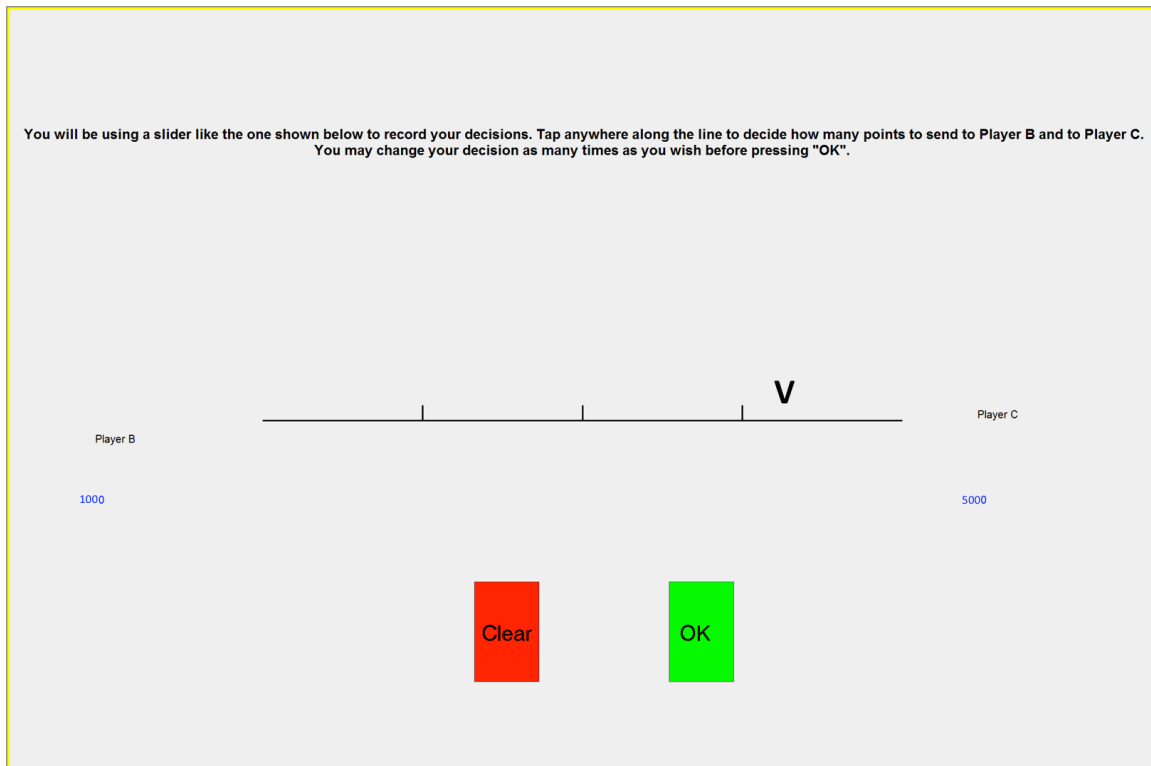 You will be using a slider like the one shown below to record your decisions. Tap anywhere along the line to decide how many points to send to Player B and to Player C.
You may change your decision as many times as you wish before pressing "OK".
V
Player C
Player B
1000
5000
Clear
OK